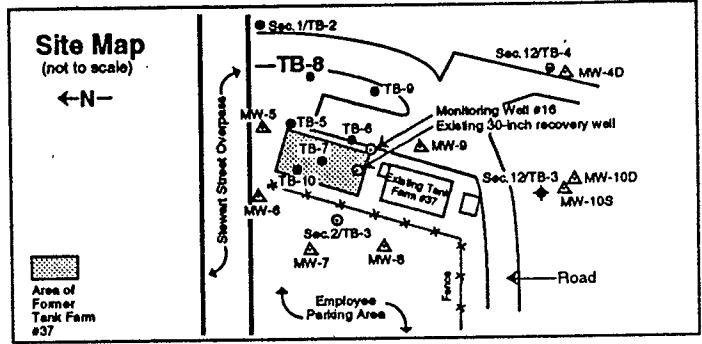 Site Map
(not to scale)
←N–
Sec.1/TB-2
TB-8
TB-9
Sec.12/TB-4
MW-4D
Monitoring Well #16
Existing 30-inch recovery well
MW-5
TB-5
TB-6
MW-9
TB-7
TB-10
Existing Tank
Farm #37
Sec.12/TB-3
MW-10D
MW-10S
MW-6
Sec.2/TB-3
MW-7
MW-8
Stewart Street Overpass
Fence
Road
Employee
Parking Area
Area of
Former
Tank Farm
#37